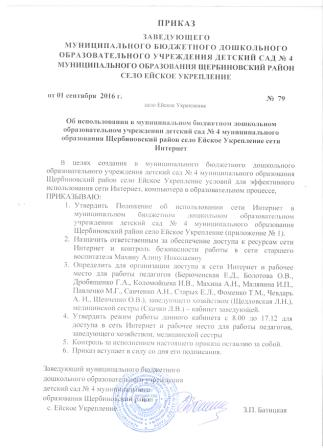 ПРИКАЗ
ЗАВЕДУЮЩЕГО
МУНИЦИПАЛЬНОГО БЮДЖЕТНОГО ДОШКОЛЬНОГО
ОБРАЗОВАТЕЛЬНОГО УЧРЕЖДЕНИЯ ДЕТСКИЙ САД № 4
МУНИЦИПАЛЬНОГО ОБРАЗОВАНИЯ ЩЕРБИНОВСКИЙ РАЙОН
СЕЛО ЕЙСКОЕ УКРЕПЛЕНИЕ
от 01 сентября 2016 г. № 79
село Ейское Укрепление
Об использовании в муниципальном бюджетном дошкольном
образовательном учреждении детский сад № 4 муниципального
образования Щербиновский район село Ейское Укрепление сети
Интернет
В целях создания в муниципального бюджетного дошкольного
образовательного учреждения детский сад № 4 муниципального образования
Щербиновский район село Ейское Укрепление условий для эффективного
использования сети Интернет, компьютера в образовательном процессе,
ПРИКАЗЫВАЮ:
1. Утвердить Положение об использовании сети Интернет в
муниципальном бюджетном дошкольном образовательном
учреждении детский сад № 4 муниципального образования
Щербиновский район село Ейское Укрепление (приложение № 1).
2. Назначить ответственным за обеспечение доступа к ресурсам сети
Интернет и контроль безопасности работы в сети старшего
воспитателя Махину Алину Николаевну
3. Определить для организации доступа в сети Интернет и рабочее
место для работы педагогов (Береченская Е.Д., Болотова О.В.,
Дробященко Г.А., Коломойцева И.В., Махина А.Н., Малявина И.П.,
Павленко М.Г., Савченко А.Н., Старых Е.Л., Фоменко Т.М., Чевдарь
А. И., Шевченко О.В.), заведующего хозяйством (Щедловская Л.Н.),
медицинской сестры (Скалко Л.В.) – кабинет заведующей.
4. Утвердить режим работы данного кабинета с 8.00 до 17.12 для
доступа в сеть Интернет и рабочее место для работы педагогов,
заведующего хозяйством, медицинской сестры.
5. Контроль за исполнением настоящего приказа оставляю за собой.
6. Приказ вступает в силу со дня его подписания.
Заведующий муниципального бюджетного
дошкольного образовательного учреждения
детский сад № 4 муниципального
образования Щербиновский район
с. Ейское Укрепление З.П. Батицкая